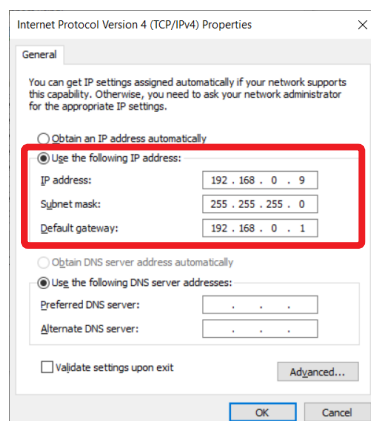 Internet Protocol Version 4 (TCP/IPv4) Properties
General
You can get IP settings assigned automatically if your network supports
this capability. Otherwise, you need to ask your network administrator
for the appropriate IP settings.
Obtain an IP address automatically
Use the following IP address:
IP address: 192 . 168 . 0 . 9
Subnet mask: 255 . 255 . 255 . 0
Default gateway: 192 . 168 . 0 . 1
Obtain DNS server address automatically
Use the following DNS server addresses:
Preferred DNS server: . . .
Alternate DNS server: . . .
Validate settings upon exit
Advanced...
OK Cancel